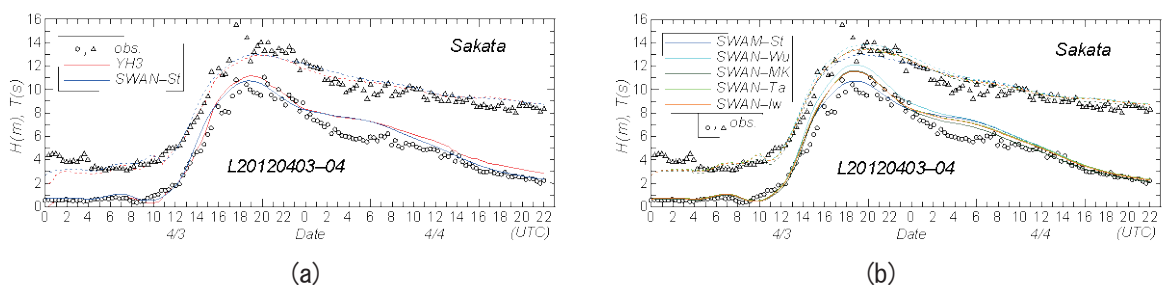 16
14
12
10
8
6
4
2
0
H(m), T(s)
obs.
YH3
SWAN–St
Sakata
L20120403–04
0 2 4 6 8 10 12 14 16 18 20 22 0 2 4 6 8 10 12 14 16 18 20 22
4/3 Date 4/4 (UTC)
(a)
16
14
12
10
8
6
4
2
0
H(m), T(s)
SWAM–St
SWAN–Wu
SWAN–MK
SWAN–Ta
SWAN–Iw
obs.
Sakata
L20120403–04
0 2 4 6 8 10 12 14 16 18 20 22 0 2 4 6 8 10 12 14 16 18 20 22
4/3 Date 4/4 (UTC)
(b)